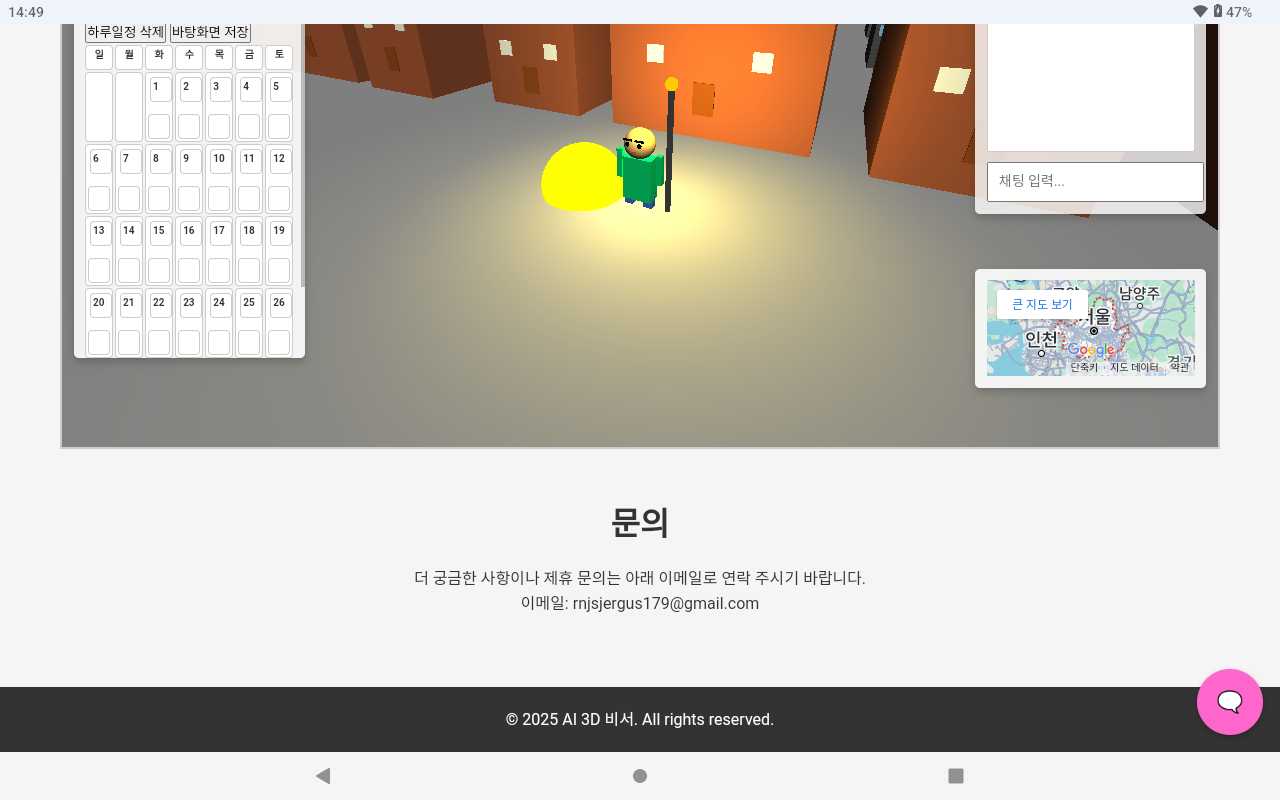 14:49
47%
하루일정 삭제 바탕화면 저장
일 월 화 수 목 금 토
1 2 3 4 5
6 7 8 9 10 11 12
13 14 15 16 17 18 19
20 21 22 23 24 25 26
채팅 입력...
큰 지도 보기
남양주
서울
인천
Google
단축키 지도 데이터 약관
문의
더 궁금한 사항이나 제휴 문의는 아래 이메일로 연락 주시기 바랍니다.
이메일: rnjsjergus179@gmail.com
© 2025 AI 3D 비서. All rights reserved.